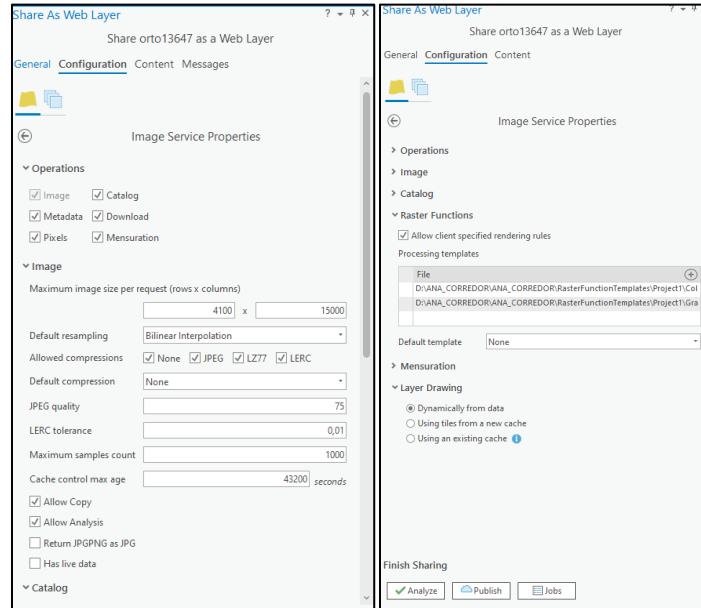 Share As Web Layer
Share orto13647 as a Web Layer
General Configuration Content Messages
Image Service Properties
Operations
Image Catalog
Metadata Download
Pixels Mensuration
Image
Maximum image size per request (rows x columns)
4100 x 15000
Default resampling Bilinear Interpolation
Allowed compressions None JPEG LZ77 LERC
Default compression None
JPEG quality 75
LERC tolerance 0,01
Maximum samples count 1000
Cache control max age 43200 seconds
Allow Copy
Allow Analysis
Return JPGPNG as JPG
Has live data
Catalog
Share As Web Layer
Share orto13647 as a Web Layer
General Configuration Content
Image Service Properties
Operations
Image
Catalog
Raster Functions
Allow client specified rendering rules
Processing templates
File
D:\ANA_CORREDOR\ANA_CORREDOR\RasterFunctionTemplates\Project1\Col
D:\ANA_CORREDOR\ANA_CORREDOR\RasterFunctionTemplates\Project1\Gra
Default template None
Mensuration
Layer Drawing
Dynamically from data
Using tiles from a new cache
Using an existing cache
Finish Sharing
Analyze Publish Jobs